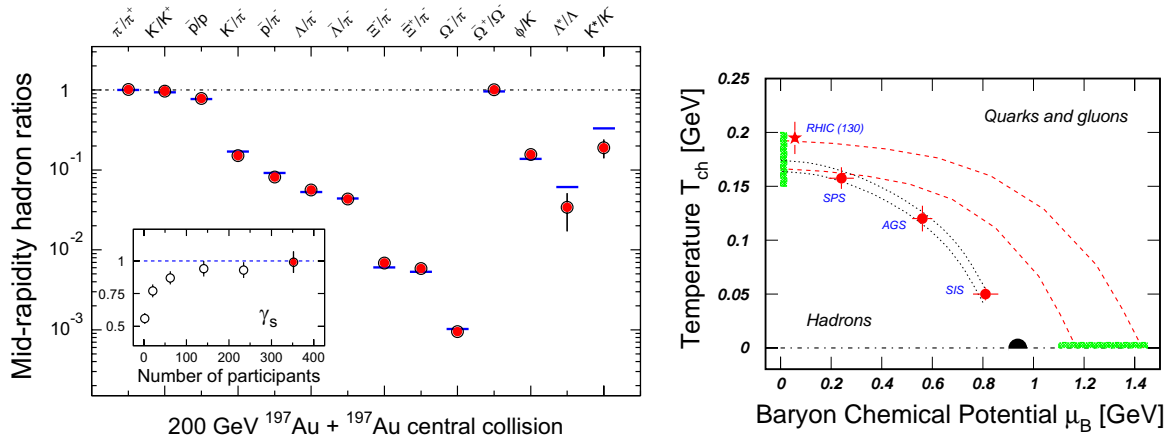 π⁻/π⁺ K⁻/K⁺ p̄/p K⁻/π⁻ p̄/π⁻ Λ/π⁻ Λ̄/π⁻ Ξ⁻/π⁻ Ξ̄⁺/π⁻ Ω⁻/π⁻ Ω̄⁺/Ω⁻ φ/K⁻ Λ*/Λ K*/K⁻
Mid-rapidity hadron ratios
1
10⁻¹
10⁻²
10⁻³
1
0.75
0.5
γₛ
0 100 200 300 400
Number of participants
200 GeV ¹⁹⁷Au + ¹⁹⁷Au central collision
Temperature T_ch [GeV]
0.25
0.2
0.15
0.1
0.05
0
RHIC (130)
Quarks and gluons
SPS
AGS
SIS
Hadrons
0 0.2 0.4 0.6 0.8 1 1.2 1.4
Baryon Chemical Potential μ_B [GeV]